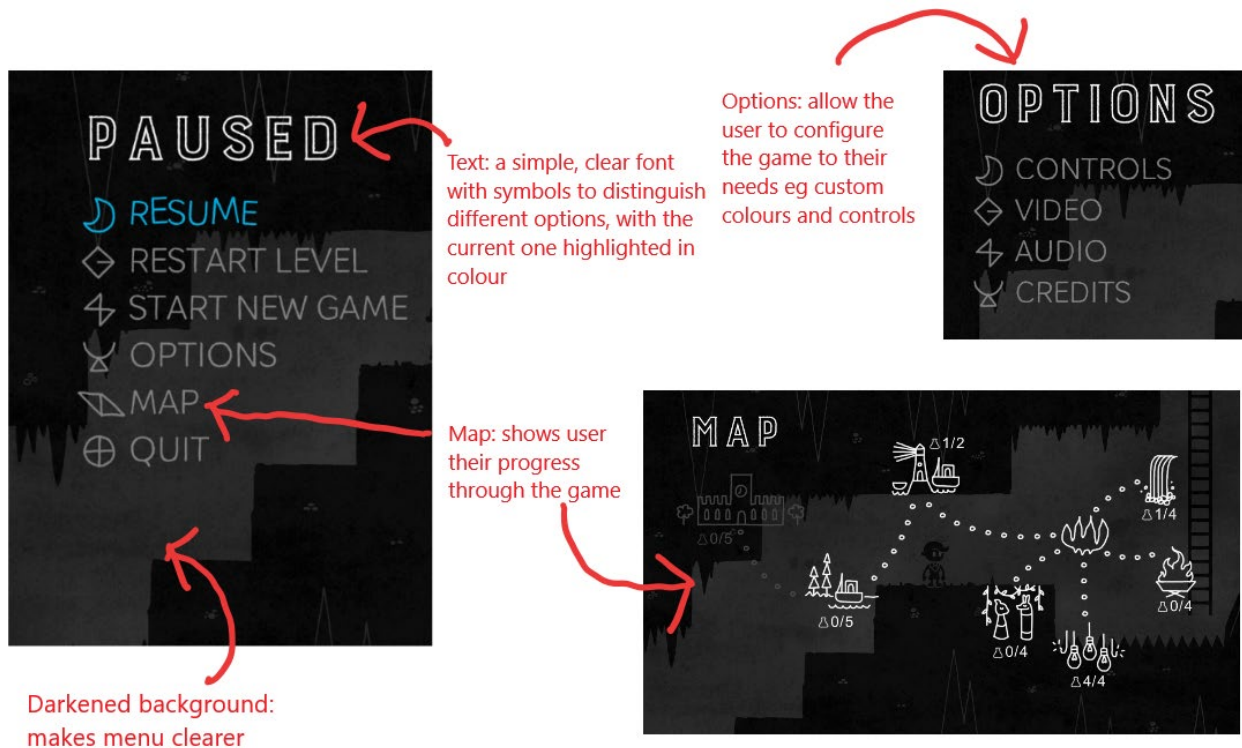 PAUSED
RESUME
RESTART LEVEL
START NEW GAME
OPTIONS
MAP
QUIT
Text: a simple, clear font
with symbols to distinguish
different options, with the
current one highlighted in
colour
Options: allow the
user to configure
the game to their
needs eg custom
colours and controls
OPTIONS
CONTROLS
VIDEO
AUDIO
CREDITS
Map: shows user
their progress
through the game
MAP
1/2
0/5
1/4
0/5
0/4
0/4
4/4
Darkened background:
makes menu clearer